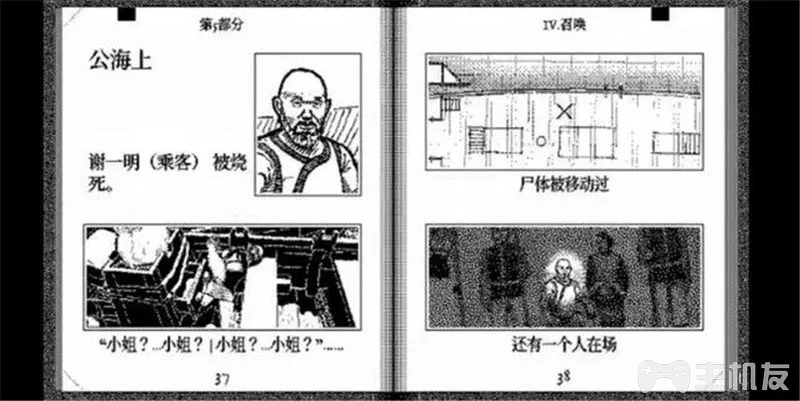 第5部分
公海上
谢一明（乘客） 被烧
死。
“小姐？...小姐？|小姐？...小姐？”......
37
IV.召唤
尸体被移动过
还有一个人在场
38
主机友